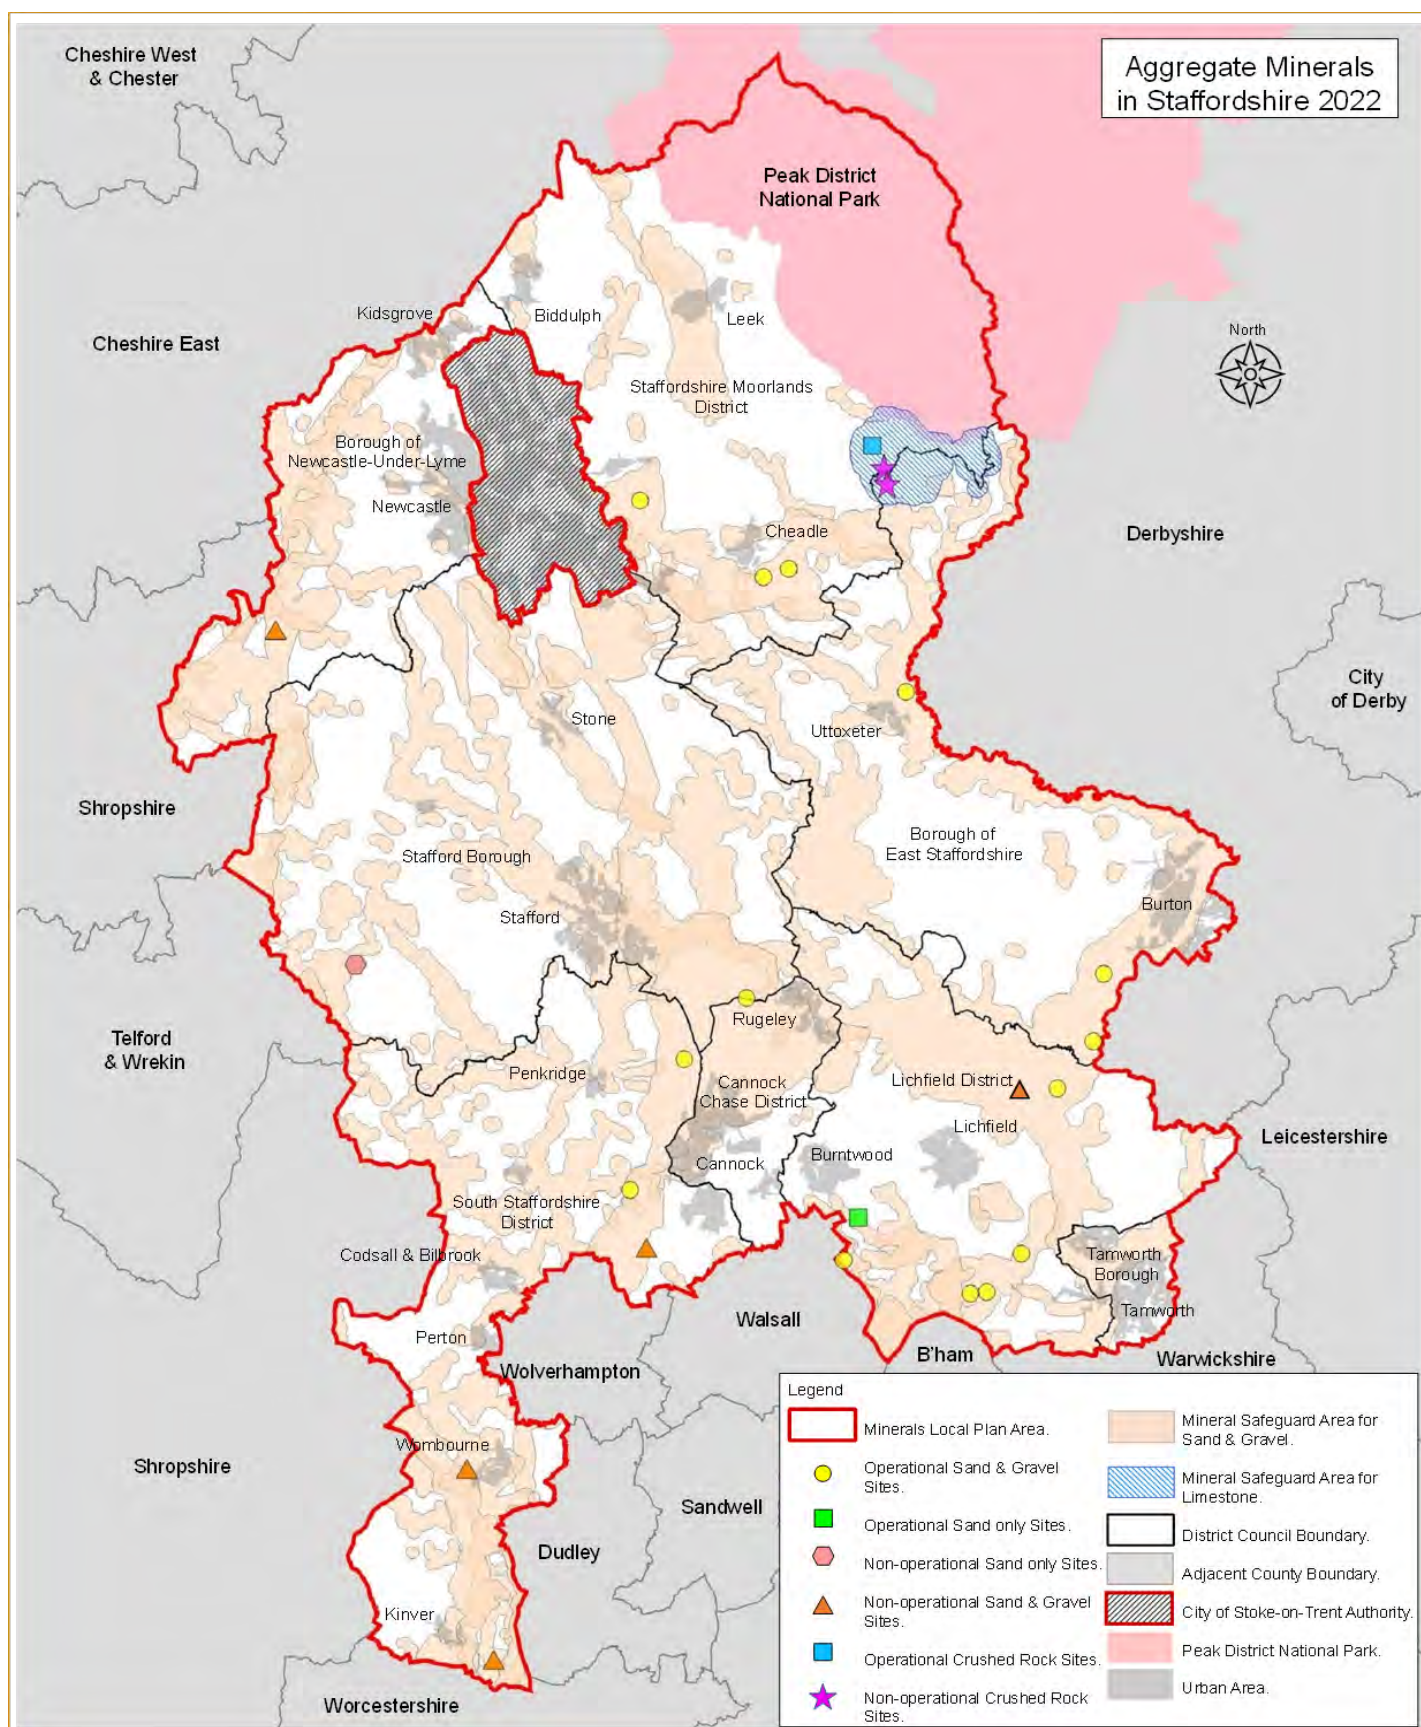 Cheshire West
& Chester
Aggregate Minerals
in Staffordshire 2022
Peak District
National Park
Kidsgrove
Biddulph
Leek
North
Cheshire East
Staffordshire Moorlands
District
Borough of
Newcastle-Under-Lyme
Newcastle
Cheadle
Derbyshire
City
of Derby
Stone
Uttoxeter
Shropshire
Borough of
East Staffordshire
Stafford Borough
Stafford
Burton
Rugeley
Telford
& Wrekin
Penkridge
Cannock
Chase District
Lichfield District
Lichfield
Leicestershire
Burntwood
Cannock
South Staffordshire
District
Codsall & Bilbrook
Tamworth
Borough
Tamworth
Walsall
Perton
B'ham
Warwickshire
Wolverhampton
Wombourne
Shropshire
Sandwell
Dudley
Kinver
Worcestershire
Legend
Minerals Local Plan Area.
Operational Sand & Gravel
Sites.
Operational Sand only Sites.
Non-operational Sand only Sites.
Non-operational Sand & Gravel
Sites.
Operational Crushed Rock Sites.
Non-operational Crushed Rock
Sites.
Mineral Safeguard Area for
Sand & Gravel.
Mineral Safeguard Area for
Limestone.
District Council Boundary.
Adjacent County Boundary.
City of Stoke-on-Trent Authority.
Peak District National Park.
Urban Area.